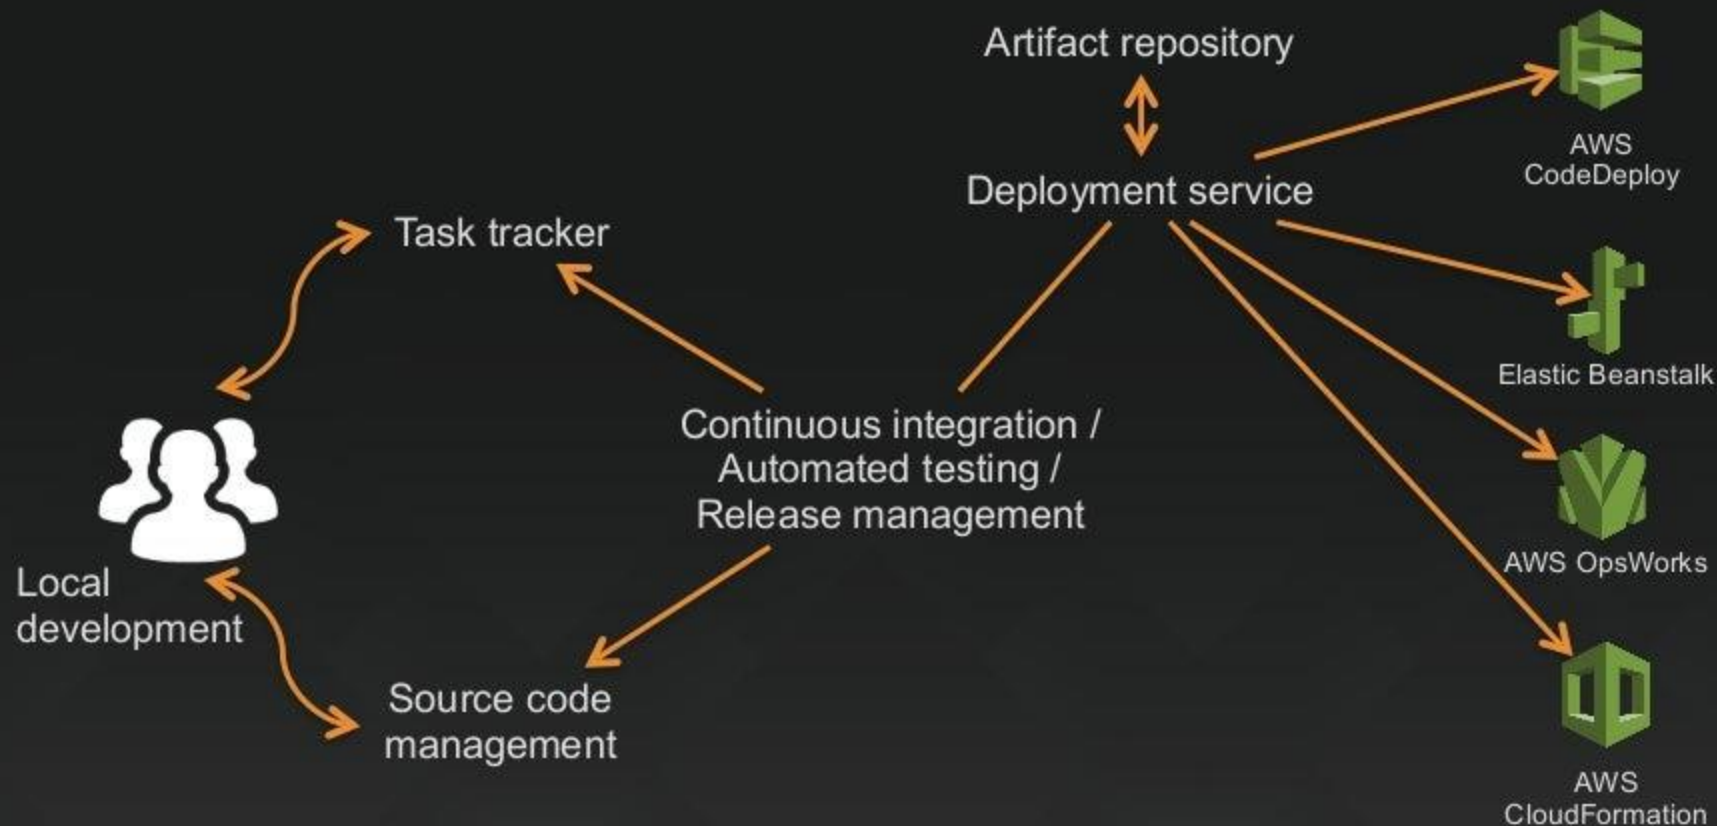 Artifact repository
AWS
CodeDeploy
Deployment service
Task tracker
Elastic Beanstalk
Continuous integration /
Automated testing /
Release management
AWS OpsWorks
Local
development
Source code
management
AWS
CloudFormation